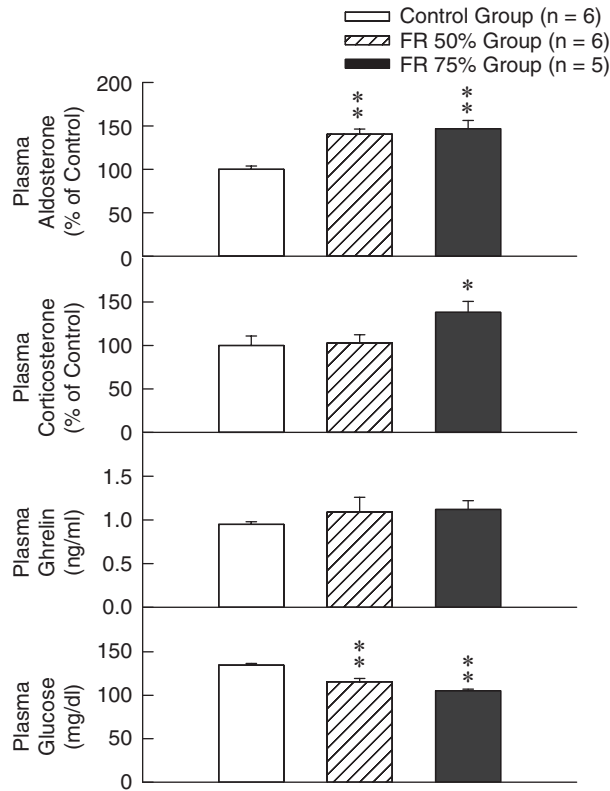 Control Group (n = 6)
FR 50% Group (n = 6)
FR 75% Group (n = 5)
Plasma
Aldosterone
(% of Control)
200
150
100
50
0
**
**
Plasma
Corticosterone
(% of Control)
150
100
50
0
*
Plasma
Ghrelin
(ng/ml)
1.5
1.0
0.5
0.0
Plasma
Glucose
(mg/dl)
150
100
50
0
**
**